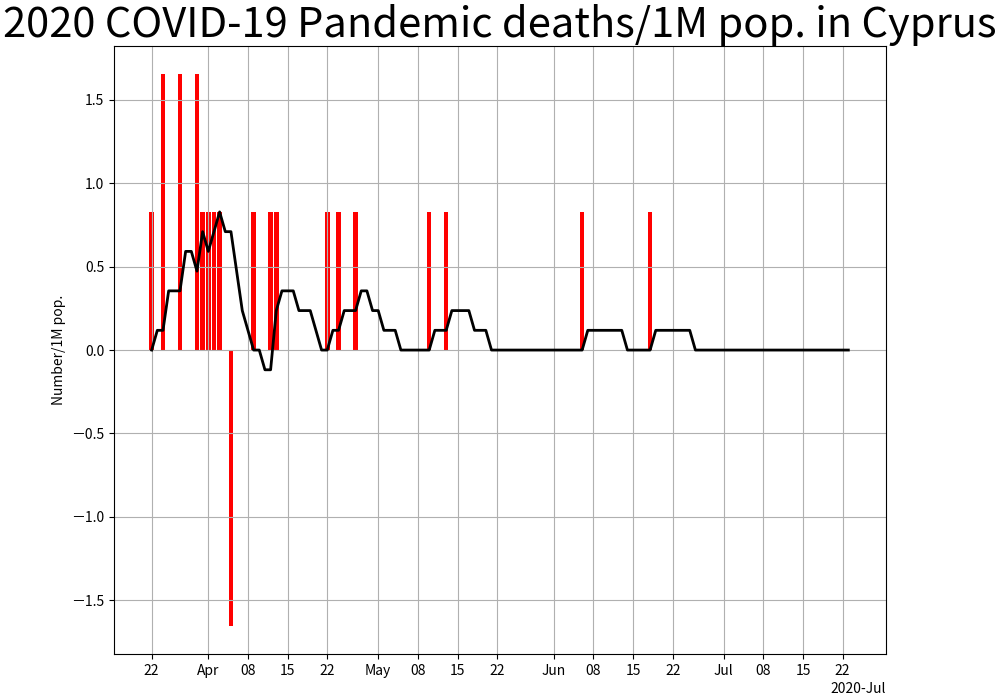 2020 COVID-19 Pandemic deaths/1M pop. in Cyprus
Number/1M pop.
1.5
1.0
0.5
0.0
−0.5
−1.0
−1.5
22 Apr 08 15 22 May 08 15 22 Jun 08 15 22 Jul 08 15 22
2020-Jul